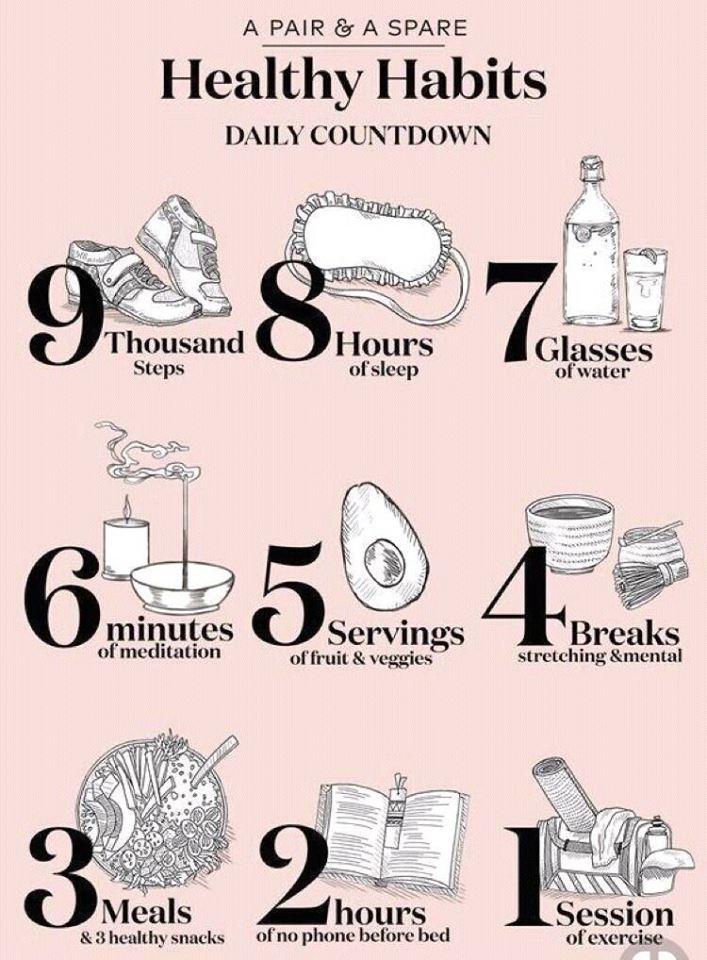 A PAIR & A SPARE
Healthy Habits
DAILY COUNTDOWN
9 Thousand
Steps
8 Hours
of sleep
7 Glasses
of water
6 minutes
of meditation
5 Servings
of fruit & veggies
4 Breaks
stretching &mental
3 Meals
& 3 healthy snacks
2 hours
of no phone before bed
1 Session
of exercise